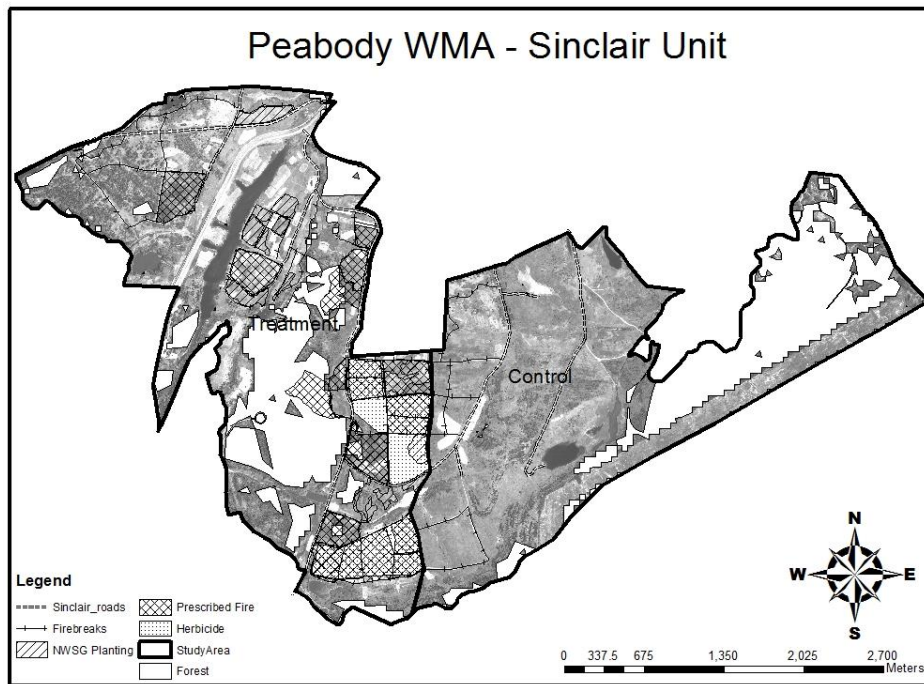 Peabody WMA - Sinclair Unit
Treatment
Control
N
W E
S
Legend
Sinclair_roads
Firebreaks
NWSG Planting
Prescribed Fire
Herbicide
StudyArea
Forest
0 337.5 675 1,350 2,025 2,700
Meters